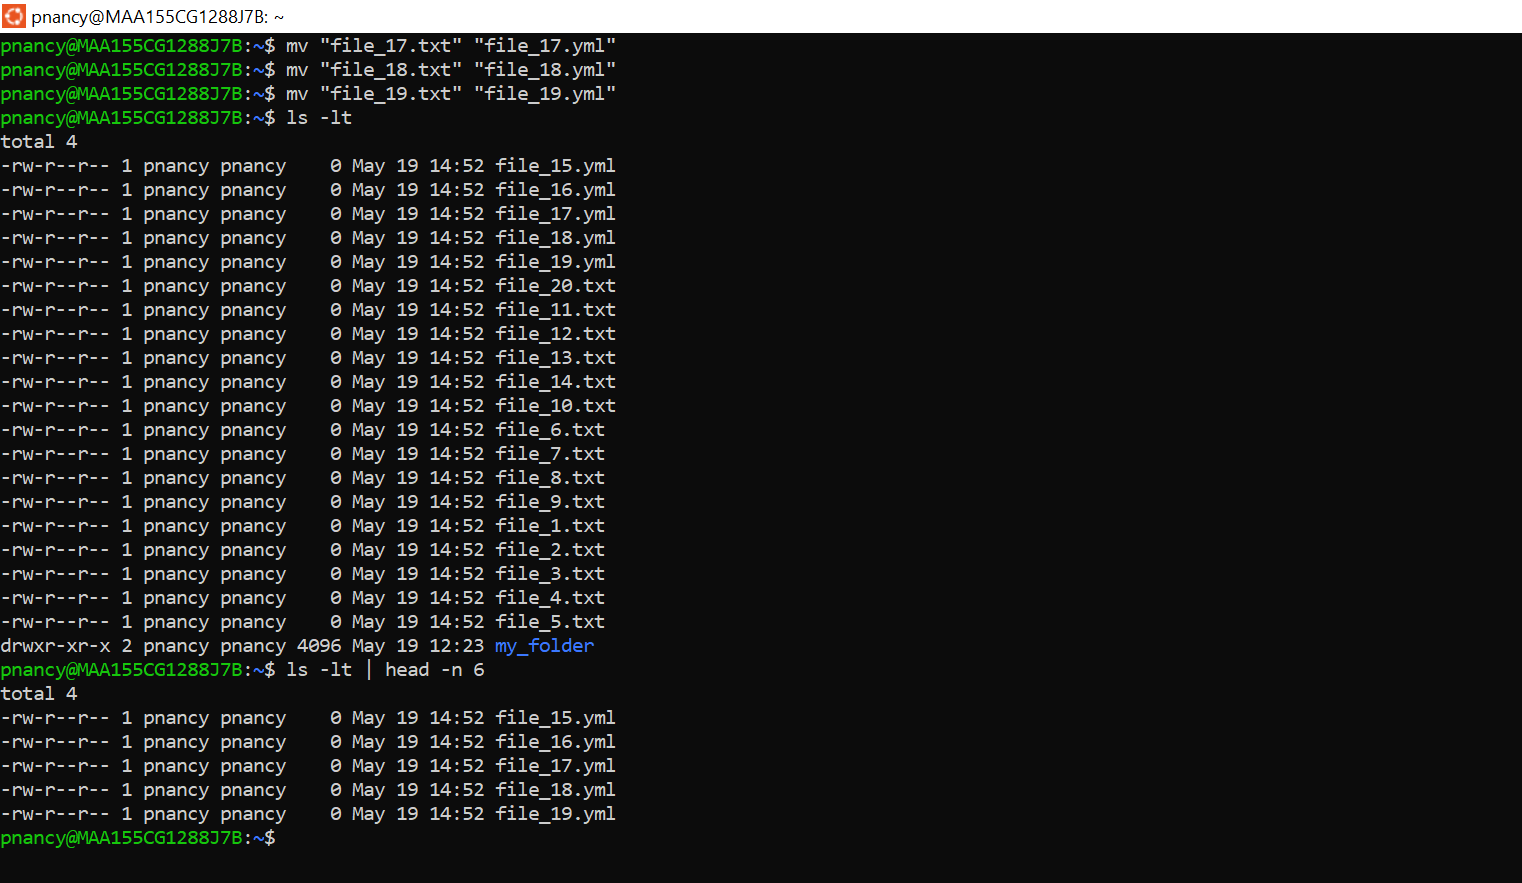 pnancy@MAA155CG1288J7B: ~
pnancy@MAA155CG1288J7B:~$ mv "file_17.txt" "file_17.yml"
pnancy@MAA155CG1288J7B:~$ mv "file_18.txt" "file_18.yml"
pnancy@MAA155CG1288J7B:~$ mv "file_19.txt" "file_19.yml"
pnancy@MAA155CG1288J7B:~$ ls -lt
total 4
-rw-r--r-- 1 pnancy pnancy    0 May 19 14:52 file_15.yml
-rw-r--r-- 1 pnancy pnancy    0 May 19 14:52 file_16.yml
-rw-r--r-- 1 pnancy pnancy    0 May 19 14:52 file_17.yml
-rw-r--r-- 1 pnancy pnancy    0 May 19 14:52 file_18.yml
-rw-r--r-- 1 pnancy pnancy    0 May 19 14:52 file_19.yml
-rw-r--r-- 1 pnancy pnancy    0 May 19 14:52 file_20.txt
-rw-r--r-- 1 pnancy pnancy    0 May 19 14:52 file_11.txt
-rw-r--r-- 1 pnancy pnancy    0 May 19 14:52 file_12.txt
-rw-r--r-- 1 pnancy pnancy    0 May 19 14:52 file_13.txt
-rw-r--r-- 1 pnancy pnancy    0 May 19 14:52 file_14.txt
-rw-r--r-- 1 pnancy pnancy    0 May 19 14:52 file_10.txt
-rw-r--r-- 1 pnancy pnancy    0 May 19 14:52 file_6.txt
-rw-r--r-- 1 pnancy pnancy    0 May 19 14:52 file_7.txt
-rw-r--r-- 1 pnancy pnancy    0 May 19 14:52 file_8.txt
-rw-r--r-- 1 pnancy pnancy    0 May 19 14:52 file_9.txt
-rw-r--r-- 1 pnancy pnancy    0 May 19 14:52 file_1.txt
-rw-r--r-- 1 pnancy pnancy    0 May 19 14:52 file_2.txt
-rw-r--r-- 1 pnancy pnancy    0 May 19 14:52 file_3.txt
-rw-r--r-- 1 pnancy pnancy    0 May 19 14:52 file_4.txt
-rw-r--r-- 1 pnancy pnancy    0 May 19 14:52 file_5.txt
drwxr-xr-x 2 pnancy pnancy 4096 May 19 12:23 my_folder
pnancy@MAA155CG1288J7B:~$ ls -lt | head -n 6
total 4
-rw-r--r-- 1 pnancy pnancy    0 May 19 14:52 file_15.yml
-rw-r--r-- 1 pnancy pnancy    0 May 19 14:52 file_16.yml
-rw-r--r-- 1 pnancy pnancy    0 May 19 14:52 file_17.yml
-rw-r--r-- 1 pnancy pnancy    0 May 19 14:52 file_18.yml
-rw-r--r-- 1 pnancy pnancy    0 May 19 14:52 file_19.yml
pnancy@MAA155CG1288J7B:~$